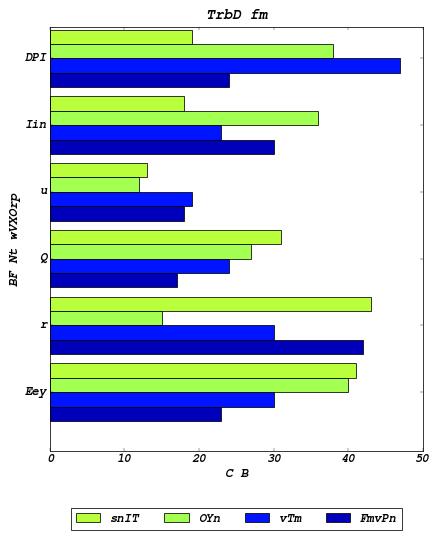 TrbD fm
BF Nt wVXOrp
DPI
Iin
u
Q
r
Eey
0 10 20 30 40 50
C B
snIT OYn vTm FmvPn